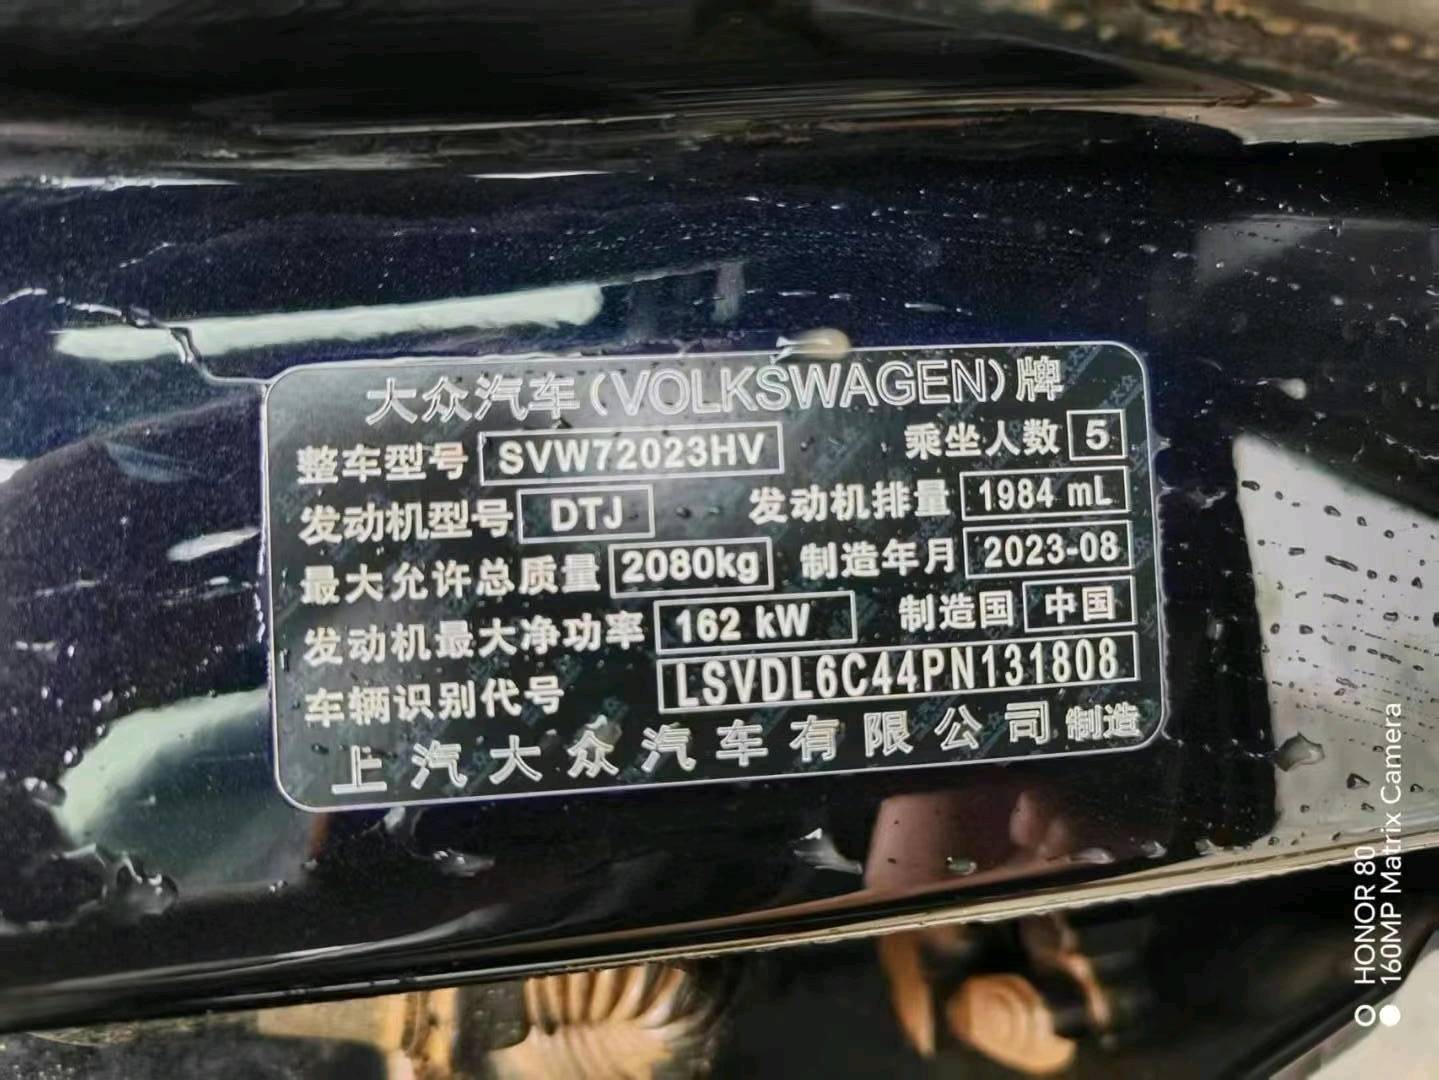 大众汽车(VOLKSWAGEN)牌
整车型号 SVW72023HV 乘坐人数 5
发动机型号 DTJ 发动机排量 1984 mL
最大允许总质量 2080kg 制造年月 2023-08
发动机最大净功率 162 kW 制造国 中国
车辆识别代号 LSVDL6C44PN131808
上汽大众汽车有限公司制造
HONOR 80
160MP Matrix Camera